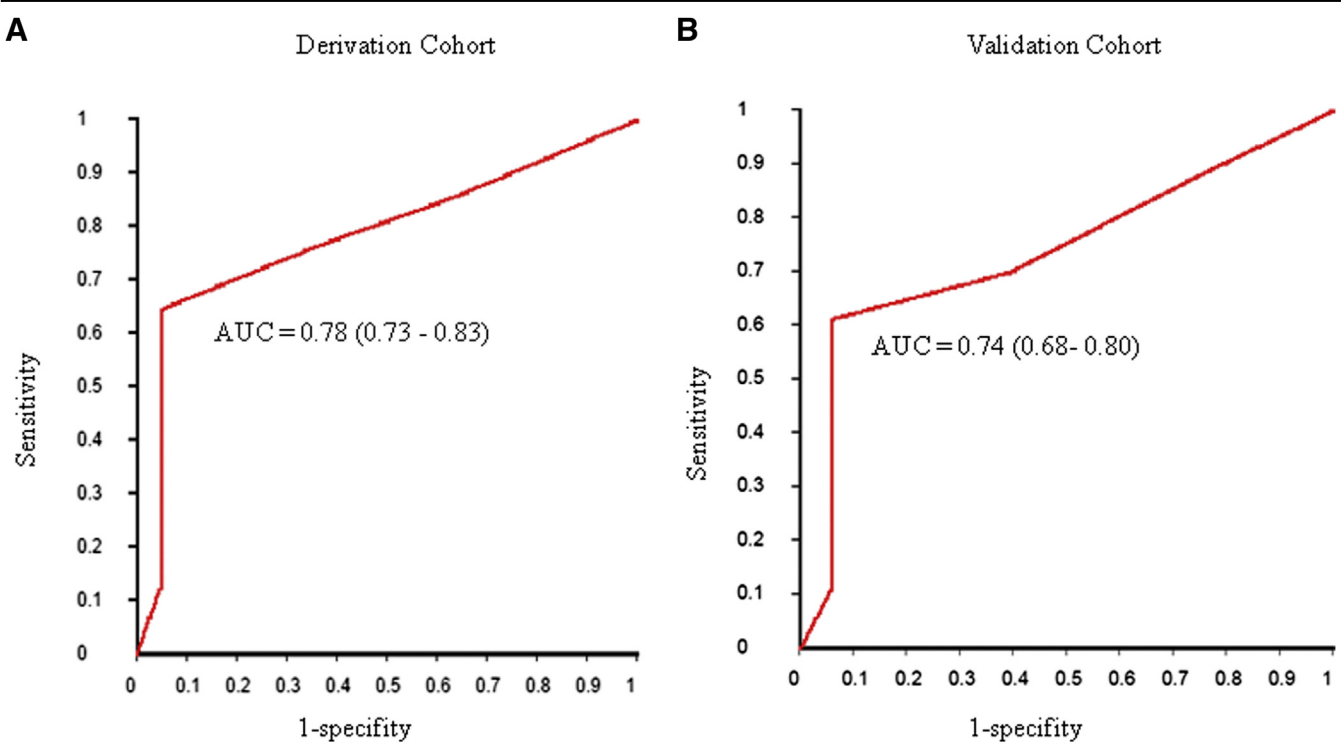 A
Derivation Cohort
1
0.9
0.8
0.7
0.6
0.5
0.4
0.3
0.2
0.1
0
AUC = 0.78 (0.73 - 0.83)
Sensitivity
0 0.1 0.2 0.3 0.4 0.6 0.6 0.7 0.8 0.9 1
1-specifity
B
Validation Cohort
1
0.9
0.8
0.7
0.6
0.5
0.4
0.3
0.2
0.1
0
AUC = 0.74 (0.68- 0.80)
Sensitivity
0 0.1 0.2 0.3 0.4 0.5 0.6 0.7 0.8 0.9 1
1-specifity